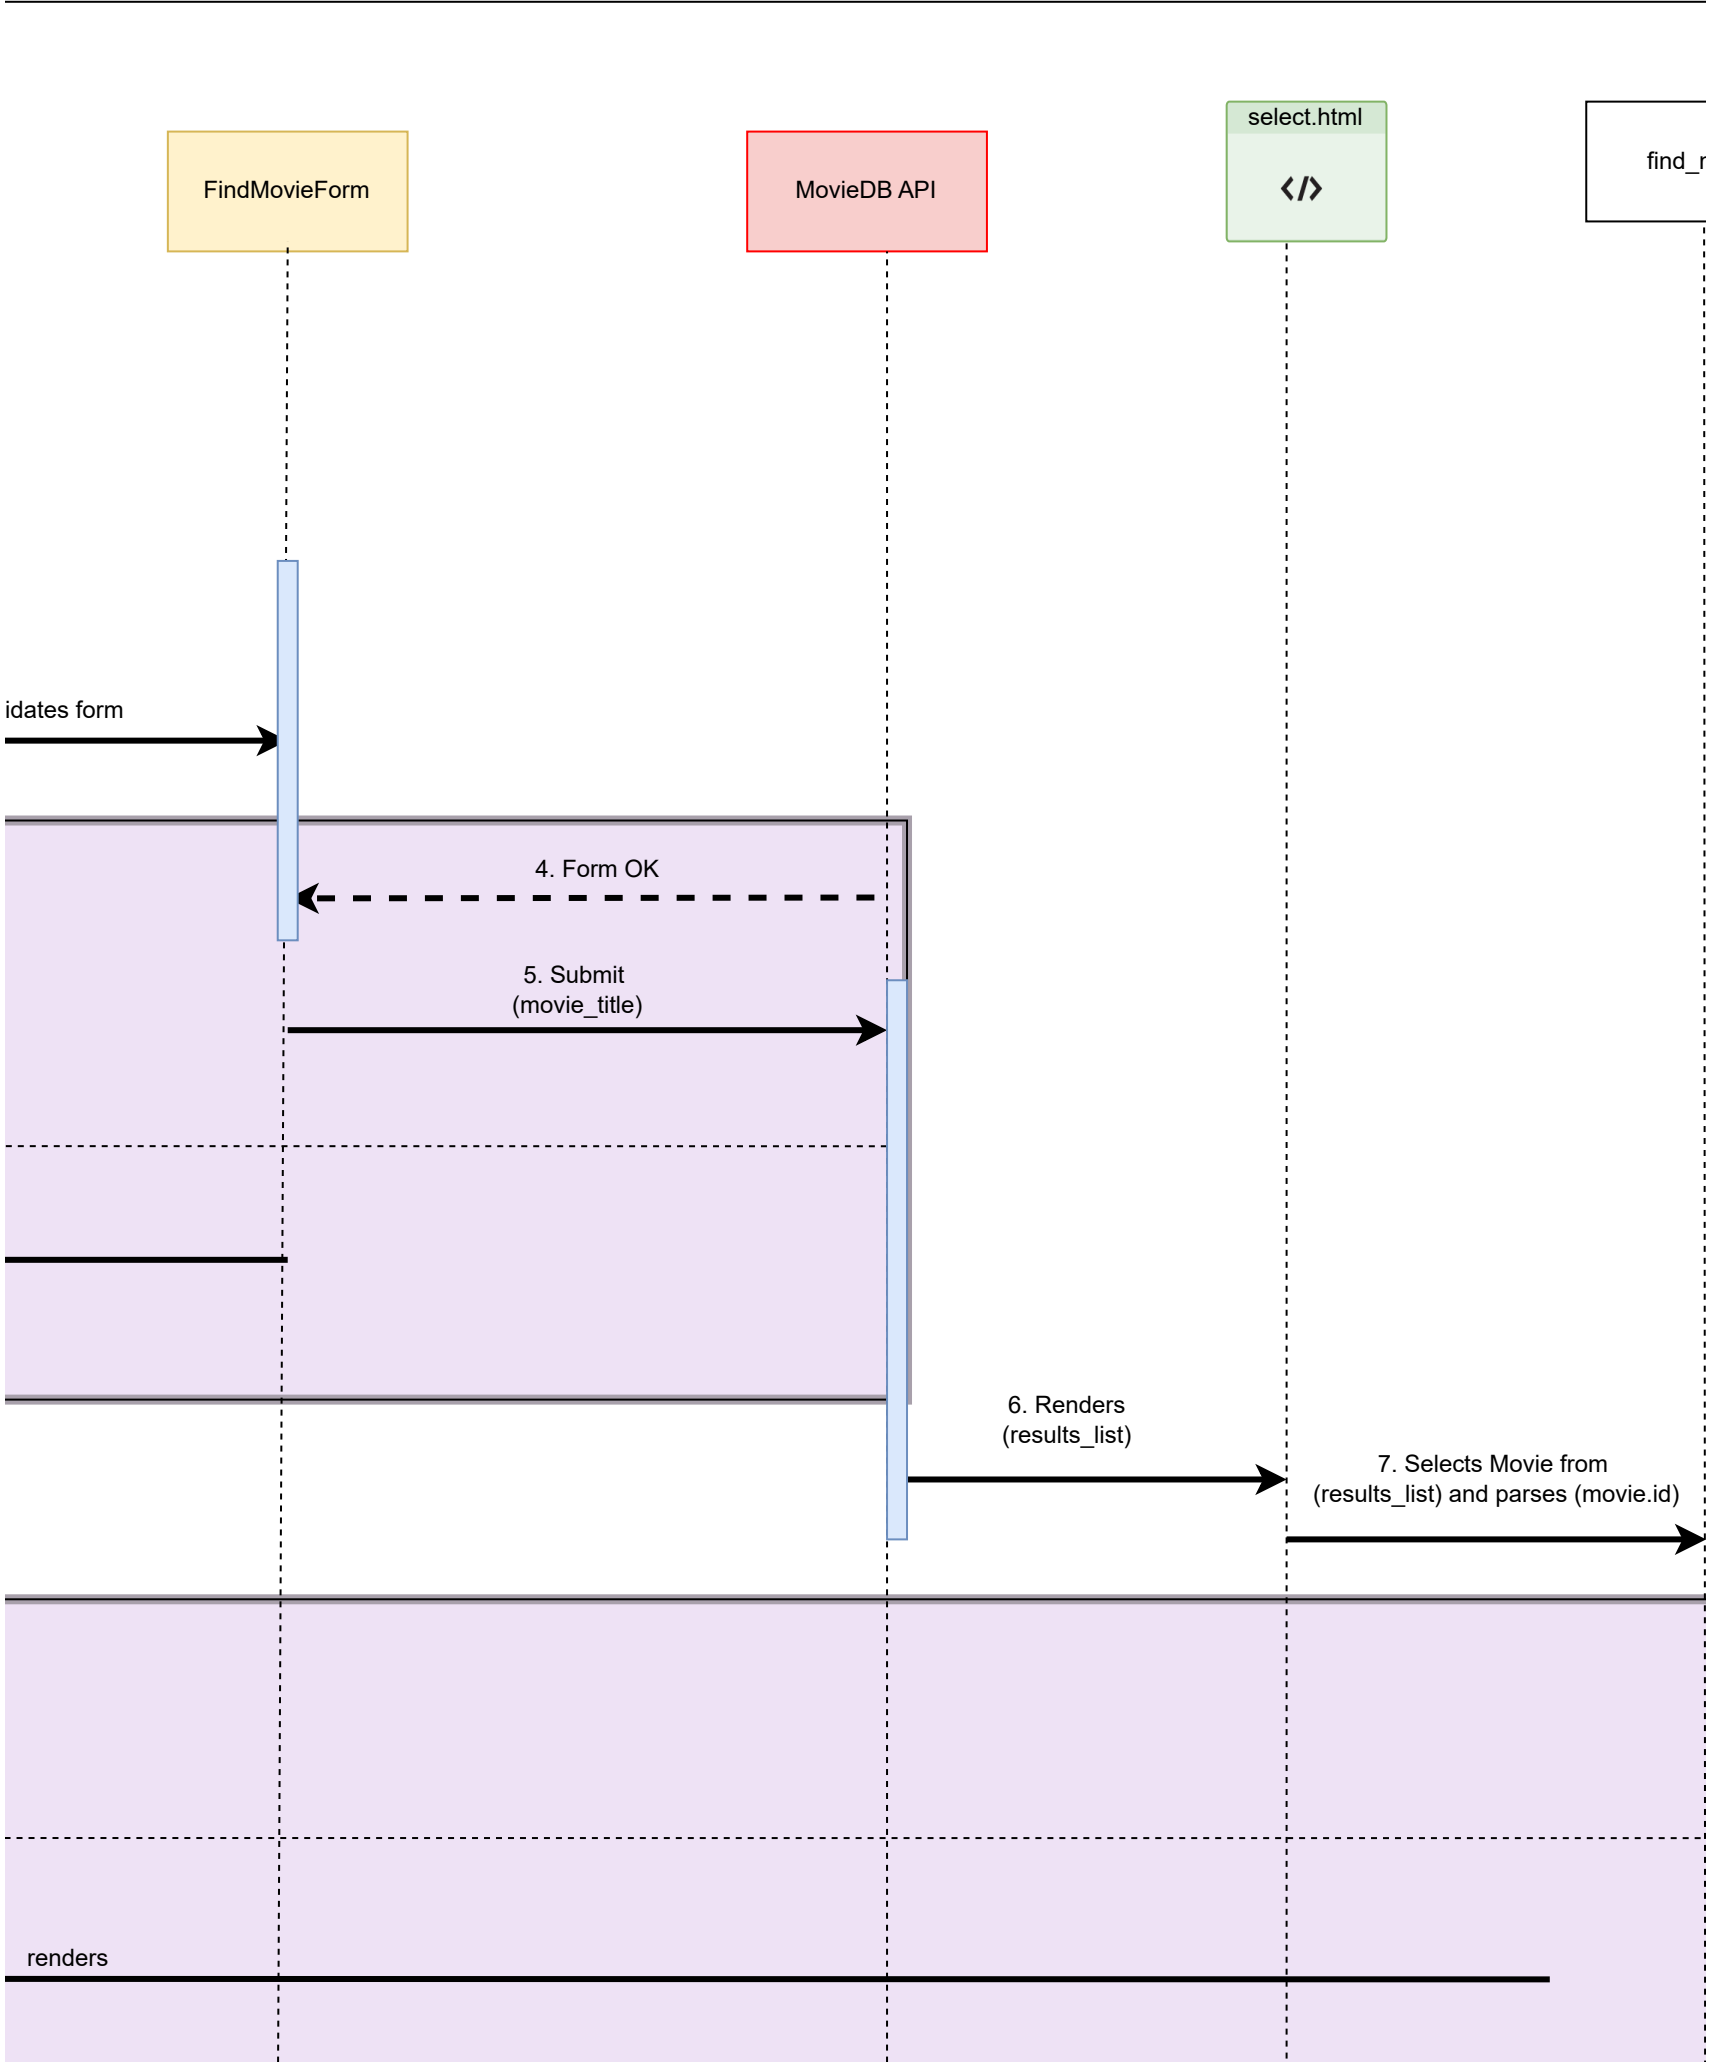 select.html
find_
FindMovieForm
MovieDB API
idates form
4. Form OK
5. Submit
(movie_title)
6. Renders
(results_list)
7. Selects Movie from
(results_list) and parses (movie.id)
renders